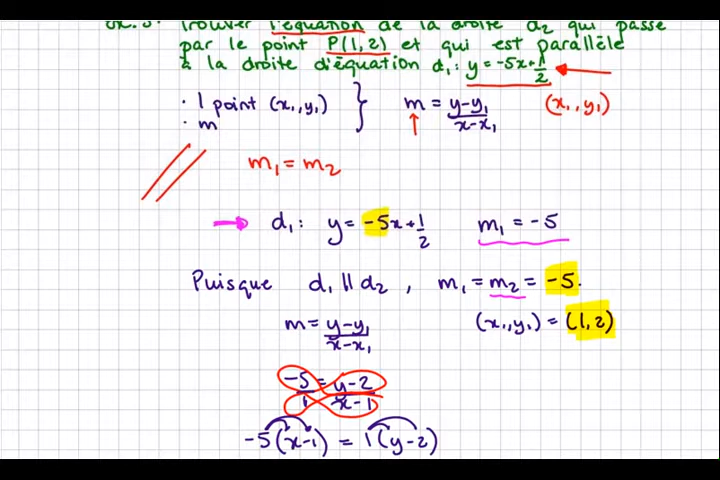 Ex. 3 : Trouver l'équation de la droite d₂ qui passe
par le point P(1,2) et qui est parallèle
à la droite d'équation d₁: y = -5x+1/2
· 1 point (x₁,y₁) } m = y-y₁/x-x₁ (x₁,y₁)
· m
m₁ = m₂
d₁: y = -5x+1/2 m₁ = -5
Puisque d₁ || d₂ , m₁ = m₂ = -5.
m = y-y₁/x-x₁ (x₁,y₁) = (1,2)
-5/1 = y-2/x-1
-5(x-1) = 1(y-2)